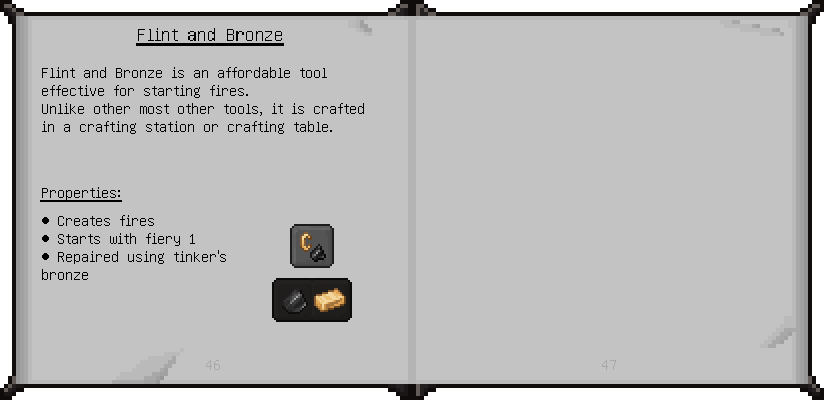 Flint and Bronze
Flint and Bronze is an affordable tool
effective for starting fires.
Unlike other most other tools, it is crafted
in a crafting station or crafting table.
Properties:
• Creates fires
• Starts with fiery 1
• Repaired using tinker's
bronze
46
47